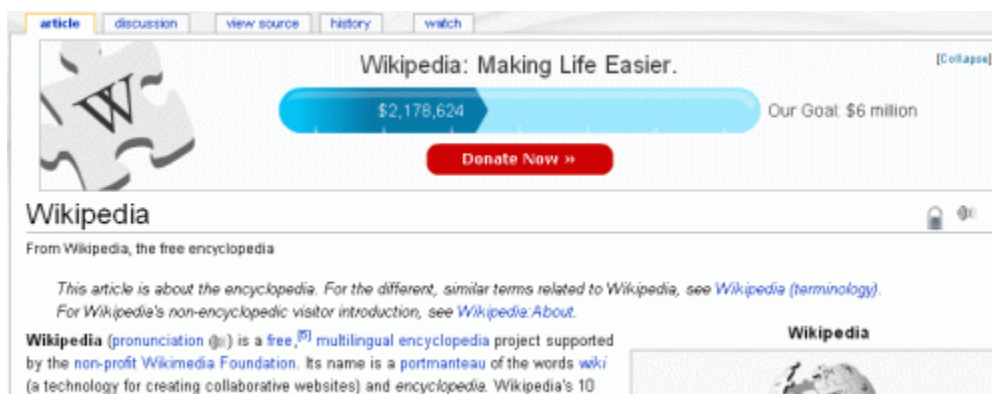 article discussion view source history watch
W
Wikipedia: Making Life Easier.
[Collapse]
$2,178,624
Our Goal: $6 million
Donate Now »
Wikipedia
From Wikipedia, the free encyclopedia
This article is about the encyclopedia. For the different, similar terms related to Wikipedia, see Wikipedia (terminology).
For Wikipedia's non-encyclopedic visitor introduction, see Wikipedia:About.
Wikipedia (pronunciation) is a free,[6] multilingual encyclopedia project supported
by the non-profit Wikimedia Foundation. Its name is a portmanteau of the words wiki
(a technology for creating collaborative websites) and encyclopedia. Wikipedia's 10
Wikipedia